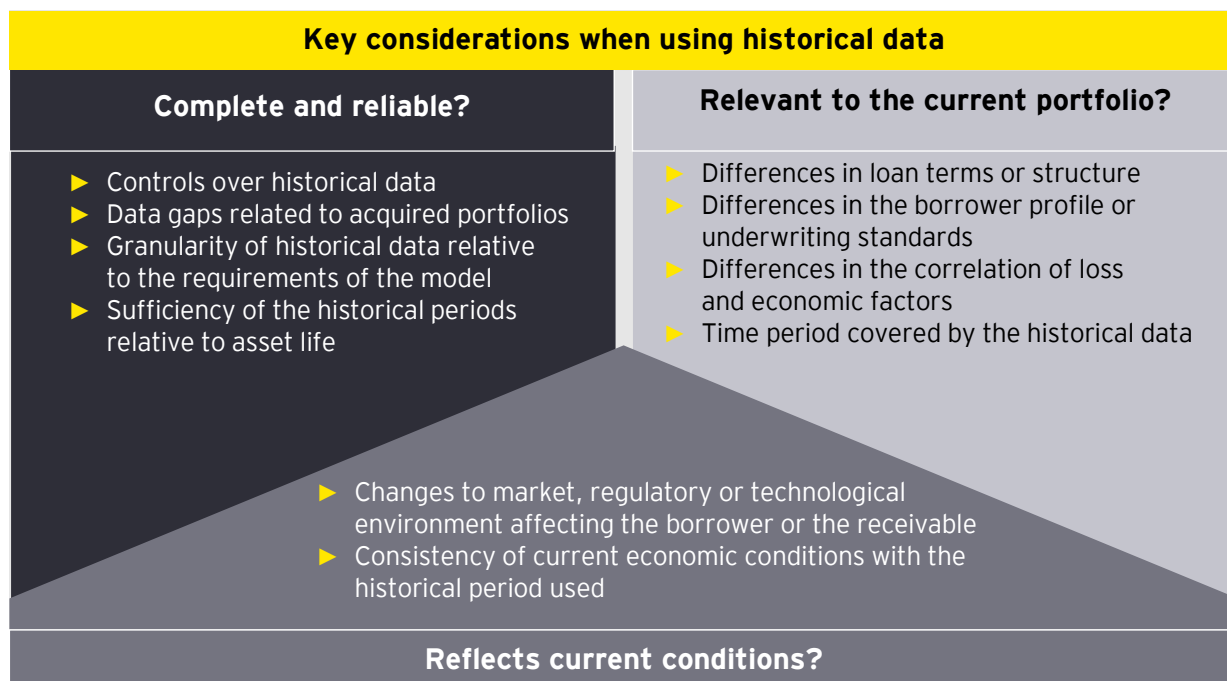 Key considerations when using historical data
Complete and reliable?
► Controls over historical data
► Data gaps related to acquired portfolios
► Granularity of historical data relative
to the requirements of the model
► Sufficiency of the historical periods
relative to asset life
Relevant to the current portfolio?
► Differences in loan terms or structure
► Differences in the borrower profile or
underwriting standards
► Differences in the correlation of loss
and economic factors
► Time period covered by the historical data
► Changes to market, regulatory or technological
environment affecting the borrower or the receivable
► Consistency of current economic conditions with the
historical period used
Reflects current conditions?